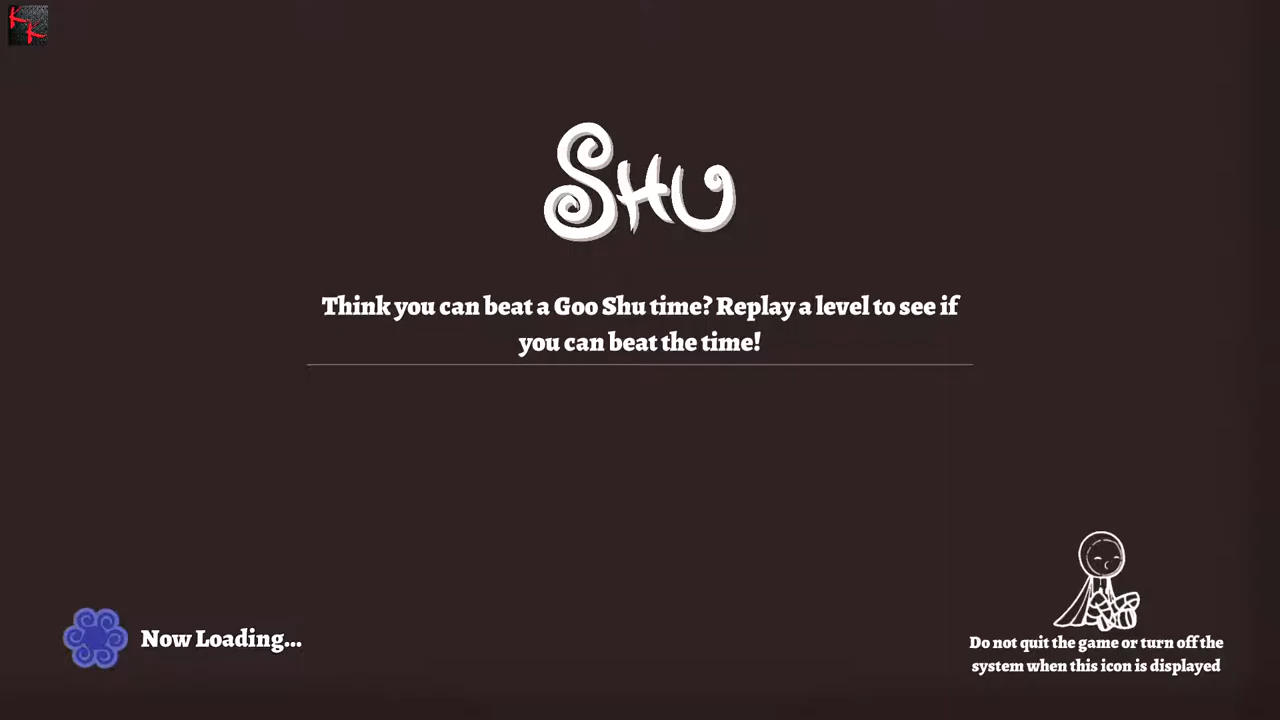 Shu
Think you can beat a Goo Shu time? Replay a level to see if
you can beat the time!
Now Loading...
Do not quit the game or turn off the
system when this icon is displayed